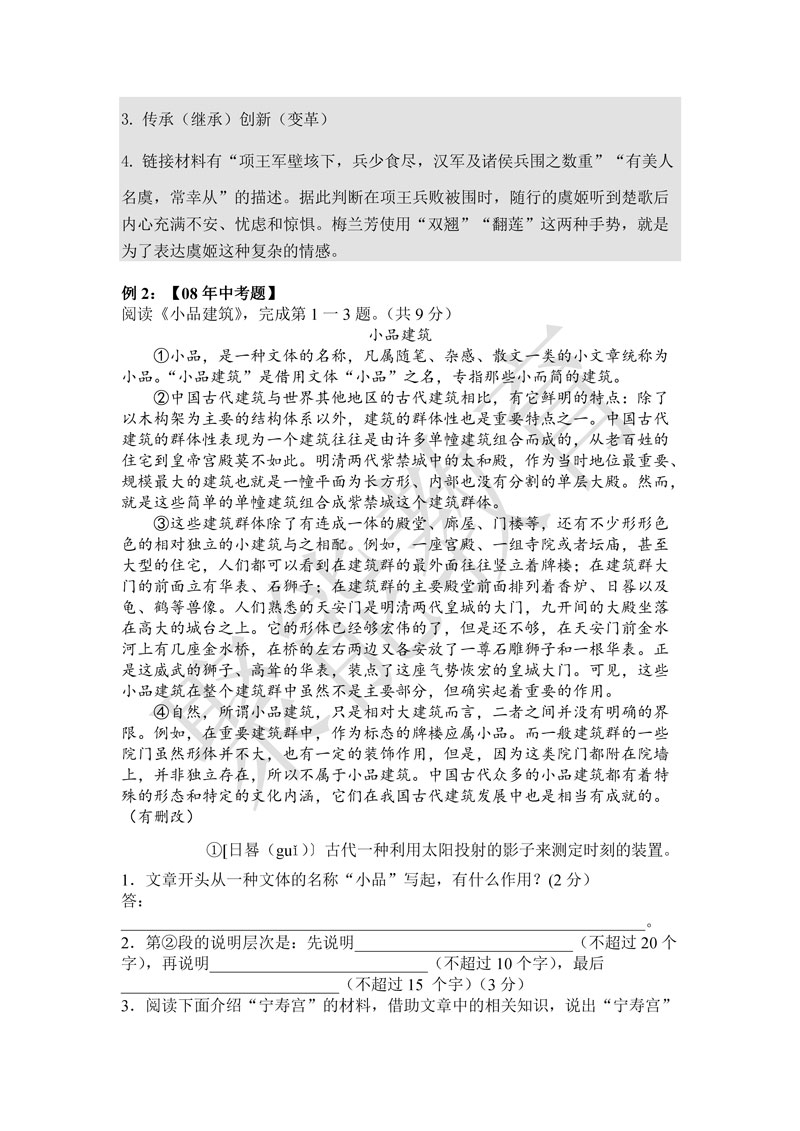 3. 传承（继承）创新（变革）
4. 链接材料有“项王军壁垓下，兵少食尽，汉军及诸侯兵围之数重”“有美人
名虞，常幸从”的描述。据此判断在项王兵败被围时，随行的虞姬听到楚歌后
内心充满不安、忧虑和惊惧。梅兰芳使用“双翘”“翻莲”这两种手势，就是
为了表达虞姬这种复杂的情感。
例 2：【08 年中考题】
阅读《小品建筑》，完成第 1 一 3 题。（共 9 分）
小品建筑
①小品，是一种文体的名称，凡属随笔、杂感、散文一类的小文章统称为
小品。“小品建筑”是借用文体“小品”之名，专指那些小而简的建筑。
②中国古代建筑与世界其他地区的古代建筑相比，有它鲜明的特点：除了
以木构架为主要的结构体系以外，建筑的群体性也是重要特点之一。中国古代
建筑的群体性表现为一个建筑往往是由许多单幢建筑组合而成的，从老百姓的
住宅到皇帝宫殿莫不如此。明清两代紫禁城中的太和殿，作为当时地位最重要、
规模最大的建筑也就是一幢平面为长方形、内部也没有分割的单层大殿。然而，
就是这些简单的单幢建筑组合成紫禁城这个建筑群体。
③这些建筑群体除了有连成一体的殿堂、廊屋、门楼等，还有不少形形色
色的相对独立的小建筑与之相配。例如，一座宫殿、一组寺院或者坛庙，甚至
大型的住宅，人们都可以看到在建筑群的最外面往往竖立着牌楼；在建筑群大
门的前面立有华表、石狮子；在建筑群的主要殿堂前面排列着香炉、日晷以及
龟、鹤等兽像。人们熟悉的天安门是明清两代皇城的大门，九开间的大殿坐落
在高大的城台之上。它的形体已经够宏伟的了，但是还不够，在天安门前金水
河上有几座金水桥，在桥的左右两边又各安放了一尊石雕狮子和一根华表。正
是这威武的狮子、高耸的华表，装点了这座气势恢宏的皇城大门。可见，这些
小品建筑在整个建筑群中虽然不是主要部分，但确实起着重要的作用。
④自然，所谓小品建筑，只是相对大建筑而言，二者之间并没有明确的界
限。例如，在重要建筑群中，作为标态的牌楼应属小品。而一般建筑群的一些
院门虽然形体并不大，也有一定的装饰作用，但是，因为这类院门都附在院墙
上，并非独立存在，所以不属于小品建筑。中国古代众多的小品建筑都有着特
殊的形态和特定的文化内涵，它们在我国古代建筑发展中也是相当有成就的。
（有删改）
①[日晷（guǐ）〕古代一种利用太阳投射的影子来测定时刻的装置。
1．文章开头从一种文体的名称“小品”写起，有什么作用？(2 分）
答：
。
2．第②段的说明层次是：先说明____________________________（不超过 20 个
字），再说明____________________________（不超过 10 个字），最后
____________________________（不超过 15 个字）（3 分）
3．阅读下面介绍“宁寿宫”的材料，借助文章中的相关知识，说出“宁寿宫”
聚能教育